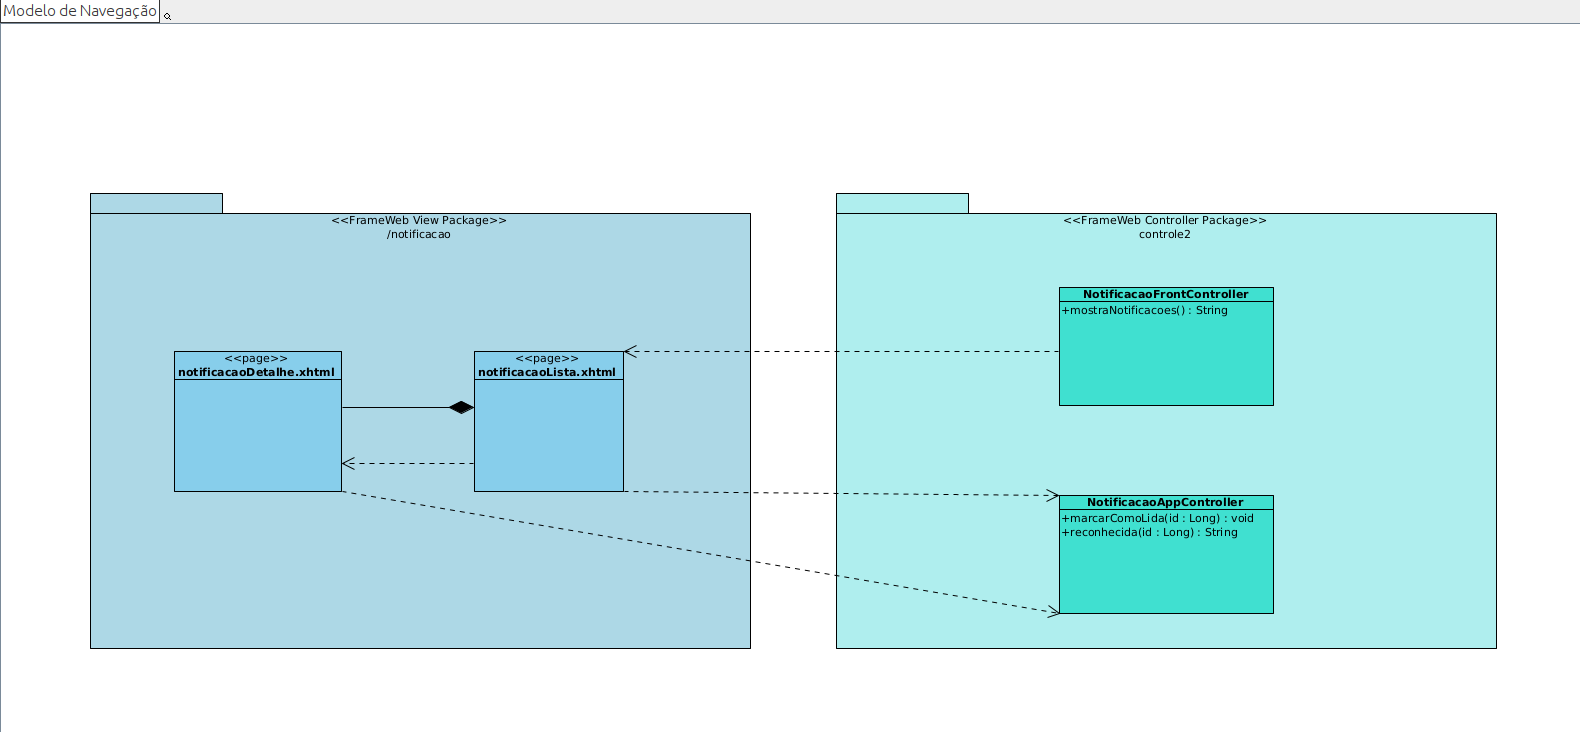 Modelo de Navegação
<<FrameWeb View Package>>
/notificacao
<<page>>
notificacaoDetalhe.xhtml
<<page>>
notificacaoLista.xhtml
<<FrameWeb Controller Package>>
controle2
NotificacaoFrontController
+mostraNotificacoes() : String
NotificacaoAppController
+marcarComoLida(id : Long) : void
+reconhecida(id : Long) : String